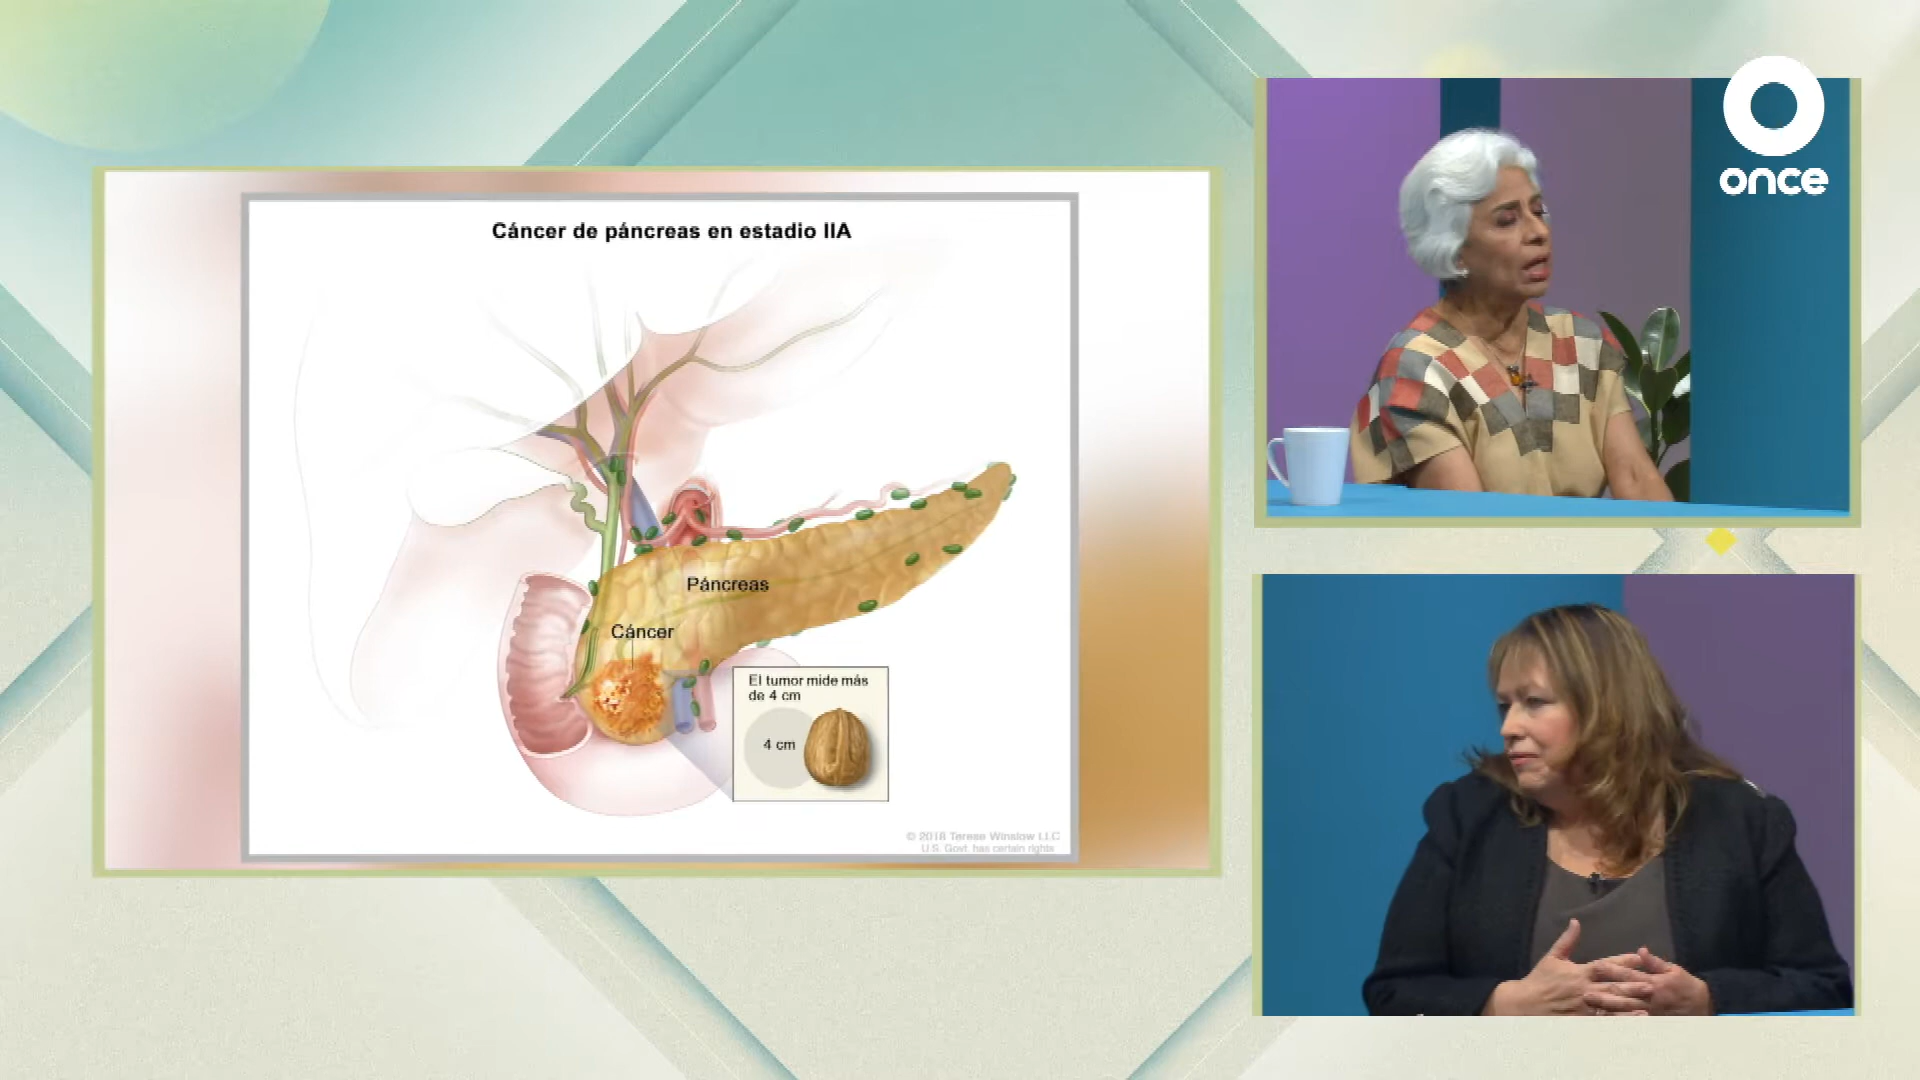 once
Cáncer de páncreas en estadio IIA
Páncreas
Cáncer
El tumor mide más
de 4 cm
4 cm
© 2018 Terese Winslow LLC
U.S. Govt. has certain rights